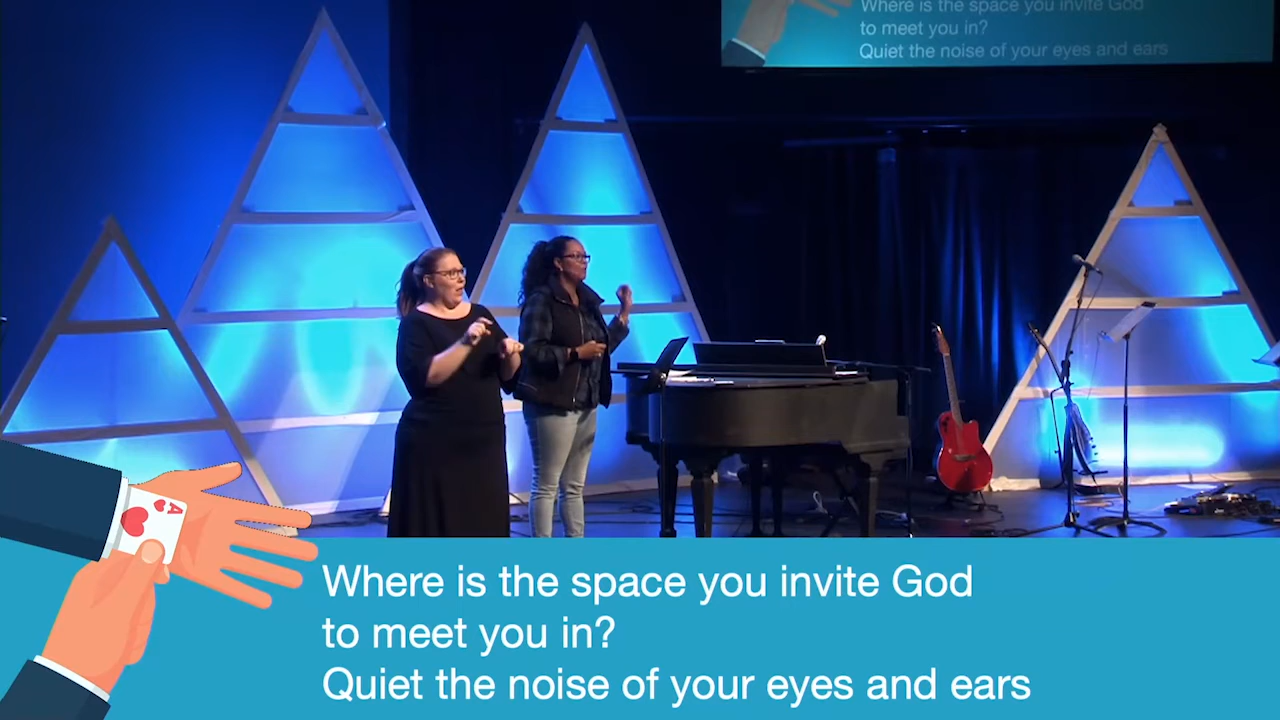 Where is the space you invite God
to meet you in?
Quiet the noise of your eyes and ears
A
Where is the space you invite God
to meet you in?
Quiet the noise of your eyes and ears